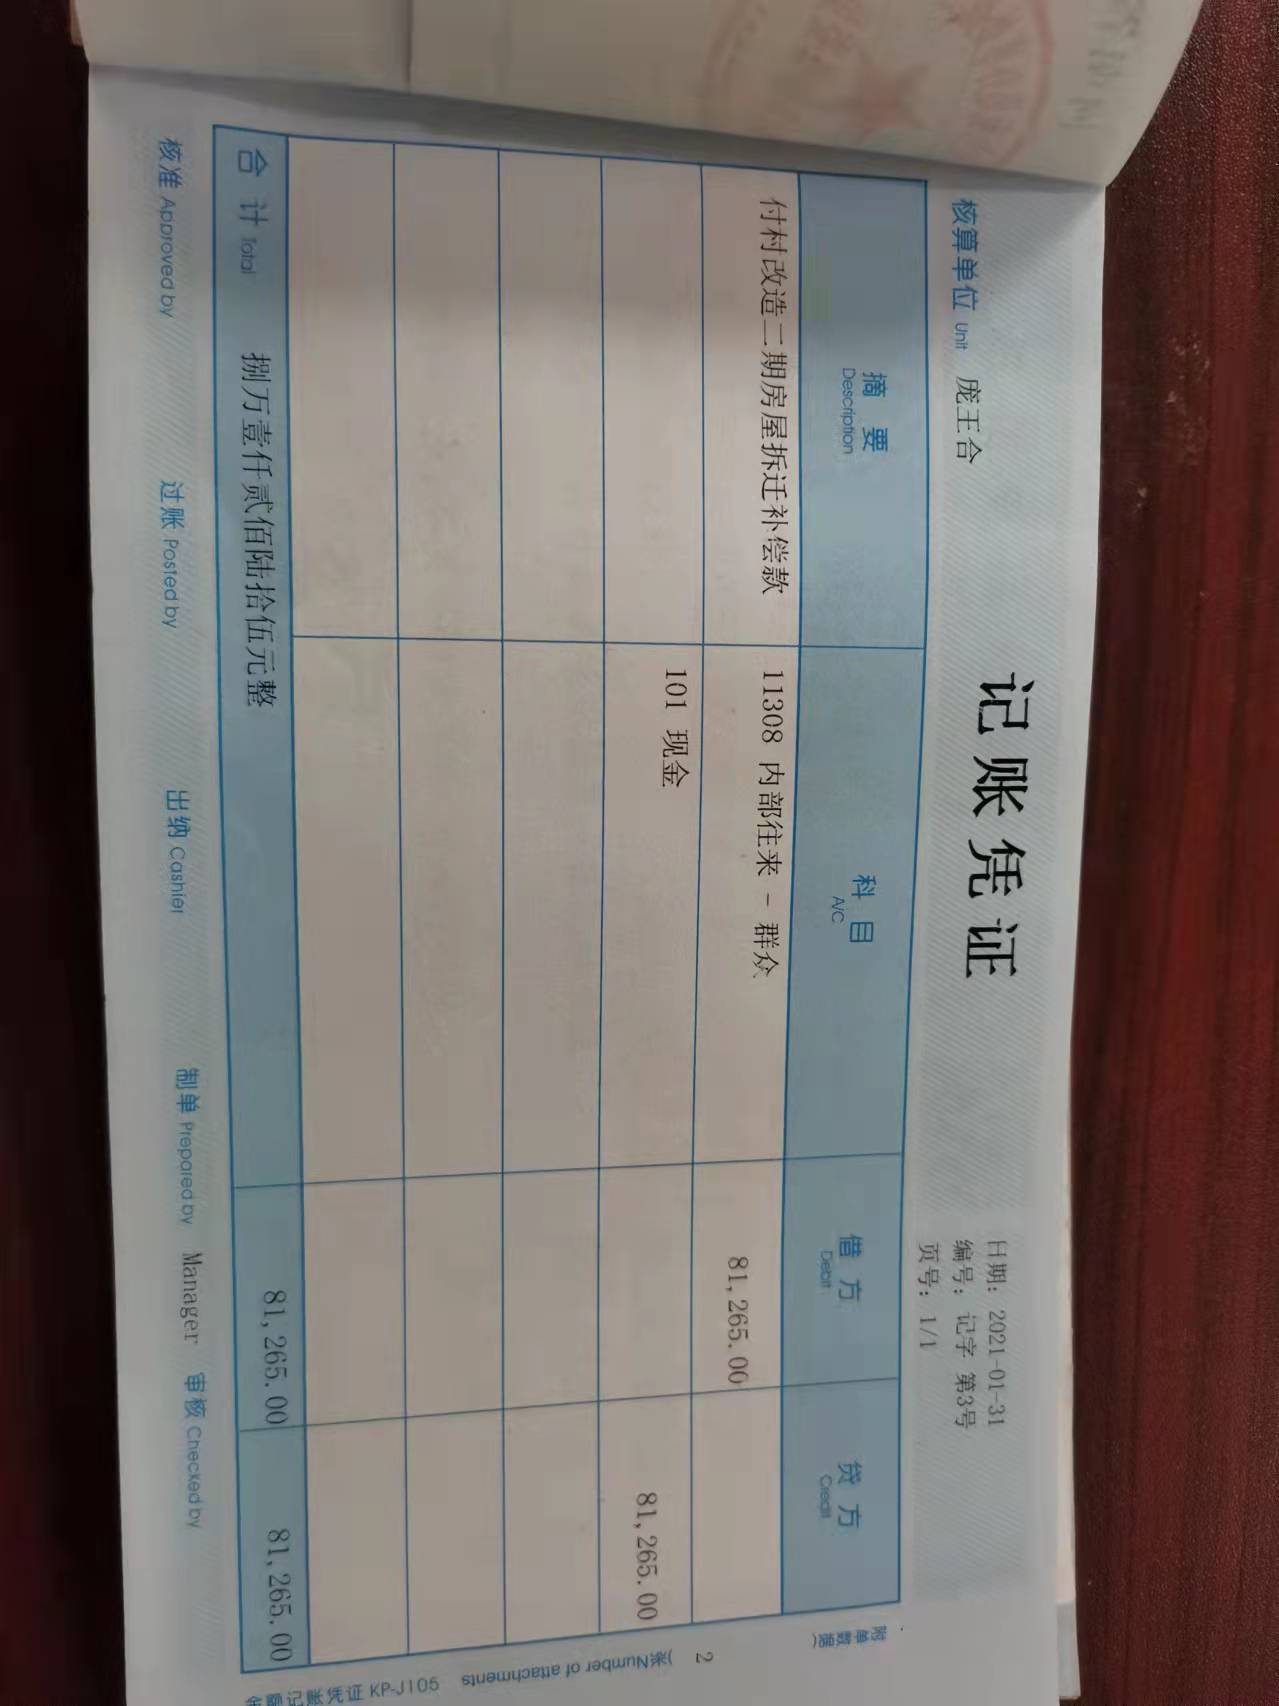 记账凭证
核算单位 Unit 庞王合
日期：2021-01-31
编号：记字 第3号
页号：1/1
摘 要 Description 科 目 A/C 借 方 Debit 贷 方 Credit
付村改造二期房屋拆迁补偿款 11308 内部往来 - 群众 81,265.00
101 现金 81,265.00
合 计 Total 捌万壹仟贰佰陆拾伍元整 81,265.00 81,265.00
核准 Approved by 过账 Posted by 出纳 Cashier 制单 Prepared by Manager 审核 Checked by
附单数据(
2
)张 Number of attachments
记账凭证 KP-J105